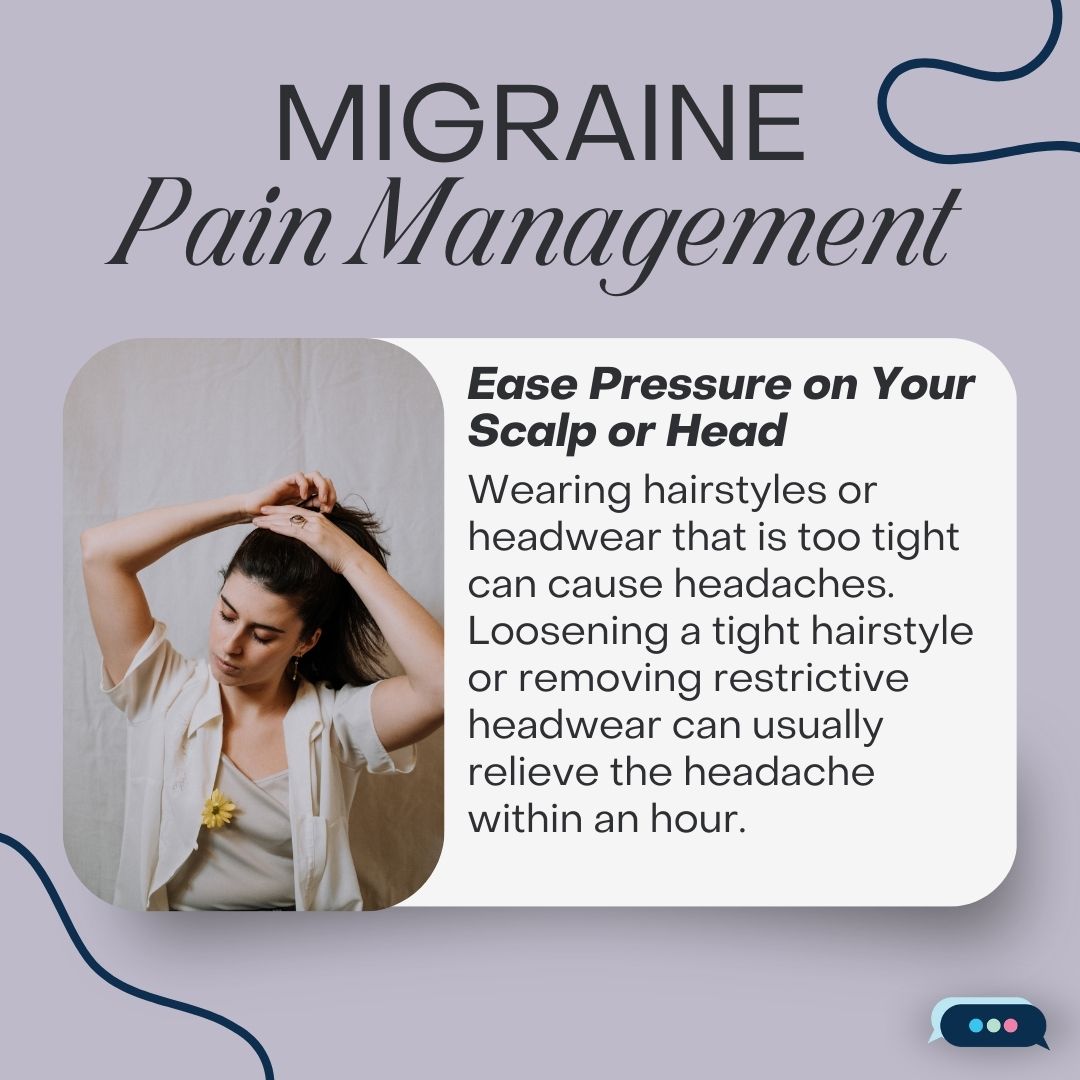 MIGRAINE
Pain Management
Ease Pressure on Your
Scalp or Head
Wearing hairstyles or
headwear that is too tight
can cause headaches.
Loosening a tight hairstyle
or removing restrictive
headwear can usually
relieve the headache
within an hour.